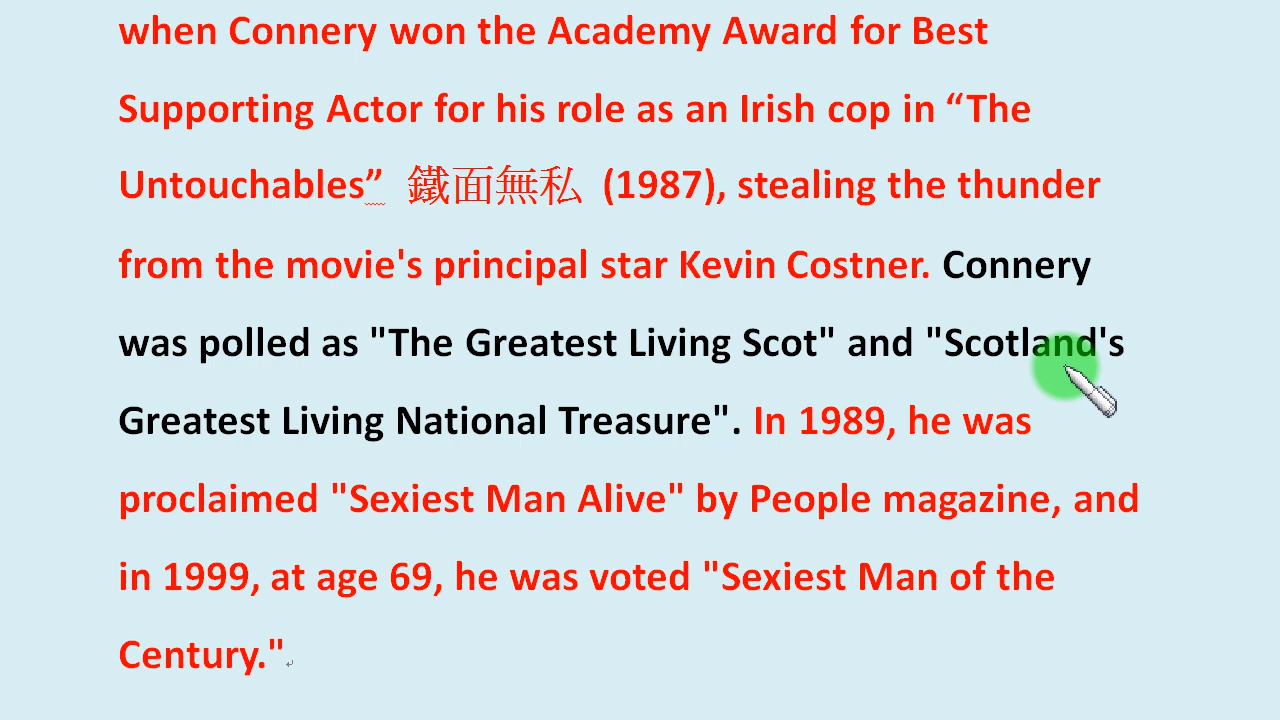 when Connery won the Academy Award for Best
Supporting Actor for his role as an Irish cop in “The
Untouchables” 鐵面無私 (1987), stealing the thunder
from the movie's principal star Kevin Costner. Connery
was polled as "The Greatest Living Scot" and "Scotland's
Greatest Living National Treasure". In 1989, he was
proclaimed "Sexiest Man Alive" by People magazine, and
in 1999, at age 69, he was voted "Sexiest Man of the
Century."